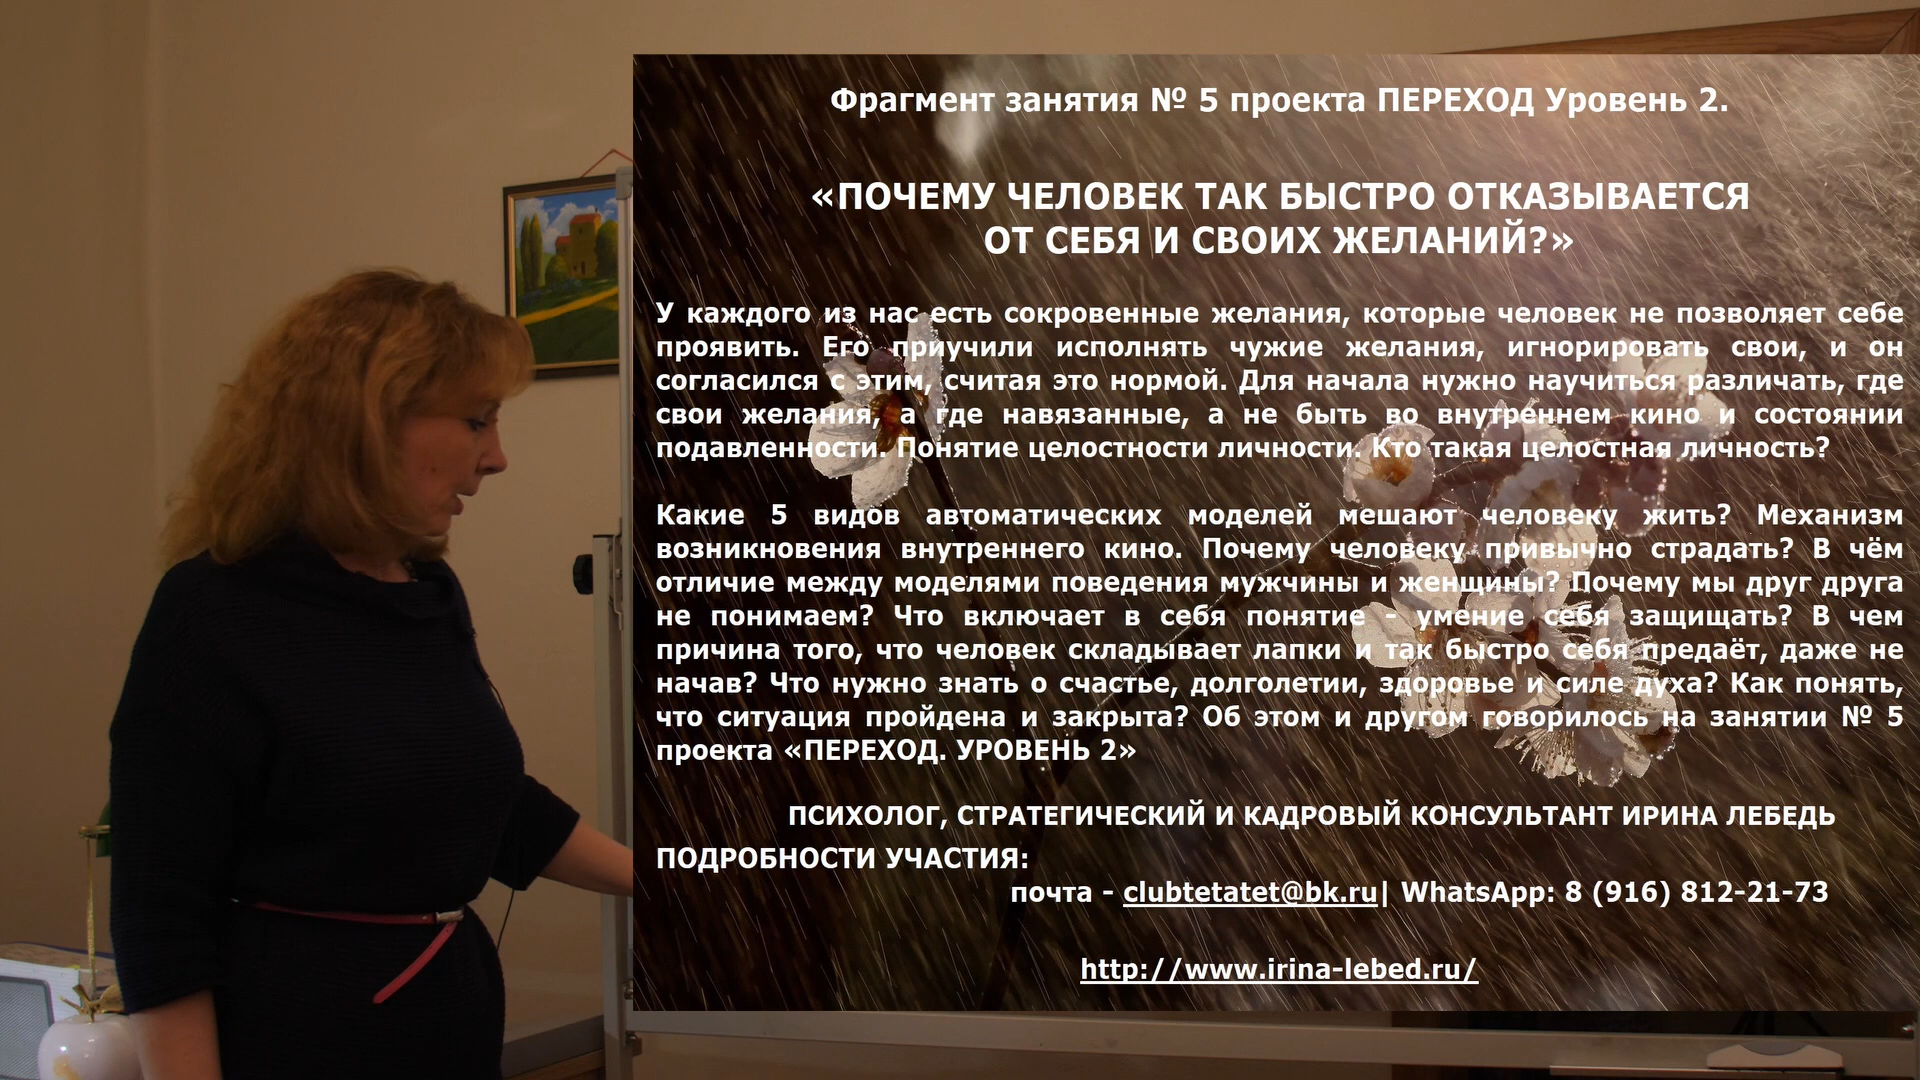 Фрагмент занятия № 5 проекта ПЕРЕХОД Уровень 2.
«ПОЧЕМУ ЧЕЛОВЕК ТАК БЫСТРО ОТКАЗЫВАЕТСЯ
ОТ СЕБЯ И СВОИХ ЖЕЛАНИЙ?»
У каждого из нас есть сокровенные желания, которые человек не позволяет себе
проявить. Его приучили исполнять чужие желания, игнорировать свои, и он
согласился с этим, считая это нормой. Для начала нужно научиться различать, где
свои желания, а где навязанные, а не быть во внутреннем кино и состоянии
подавленности. Понятие целостности личности. Кто такая целостная личность?
Какие 5 видов автоматических моделей мешают человеку жить? Механизм
возникновения внутреннего кино. Почему человеку привычно страдать? В чём
отличие между моделями поведения мужчины и женщины? Почему мы друг друга
не понимаем? Что включает в себя понятие - умение себя защищать? В чем
причина того, что человек складывает лапки и так быстро себя предаёт, даже не
начав? Что нужно знать о счастье, долголетии, здоровье и силе духа? Как понять,
что ситуация пройдена и закрыта? Об этом и другом говорилось на занятии № 5
проекта «ПЕРЕХОД. УРОВЕНЬ 2»
ПСИХОЛОГ, СТРАТЕГИЧЕСКИЙ И КАДРОВЫЙ КОНСУЛЬТАНТ ИРИНА ЛЕБЕДЬ
ПОДРОБНОСТИ УЧАСТИЯ:
почта - clubtetatet@bk.ru| WhatsApp: 8 (916) 812-21-73
http://www.irina-lebed.ru/